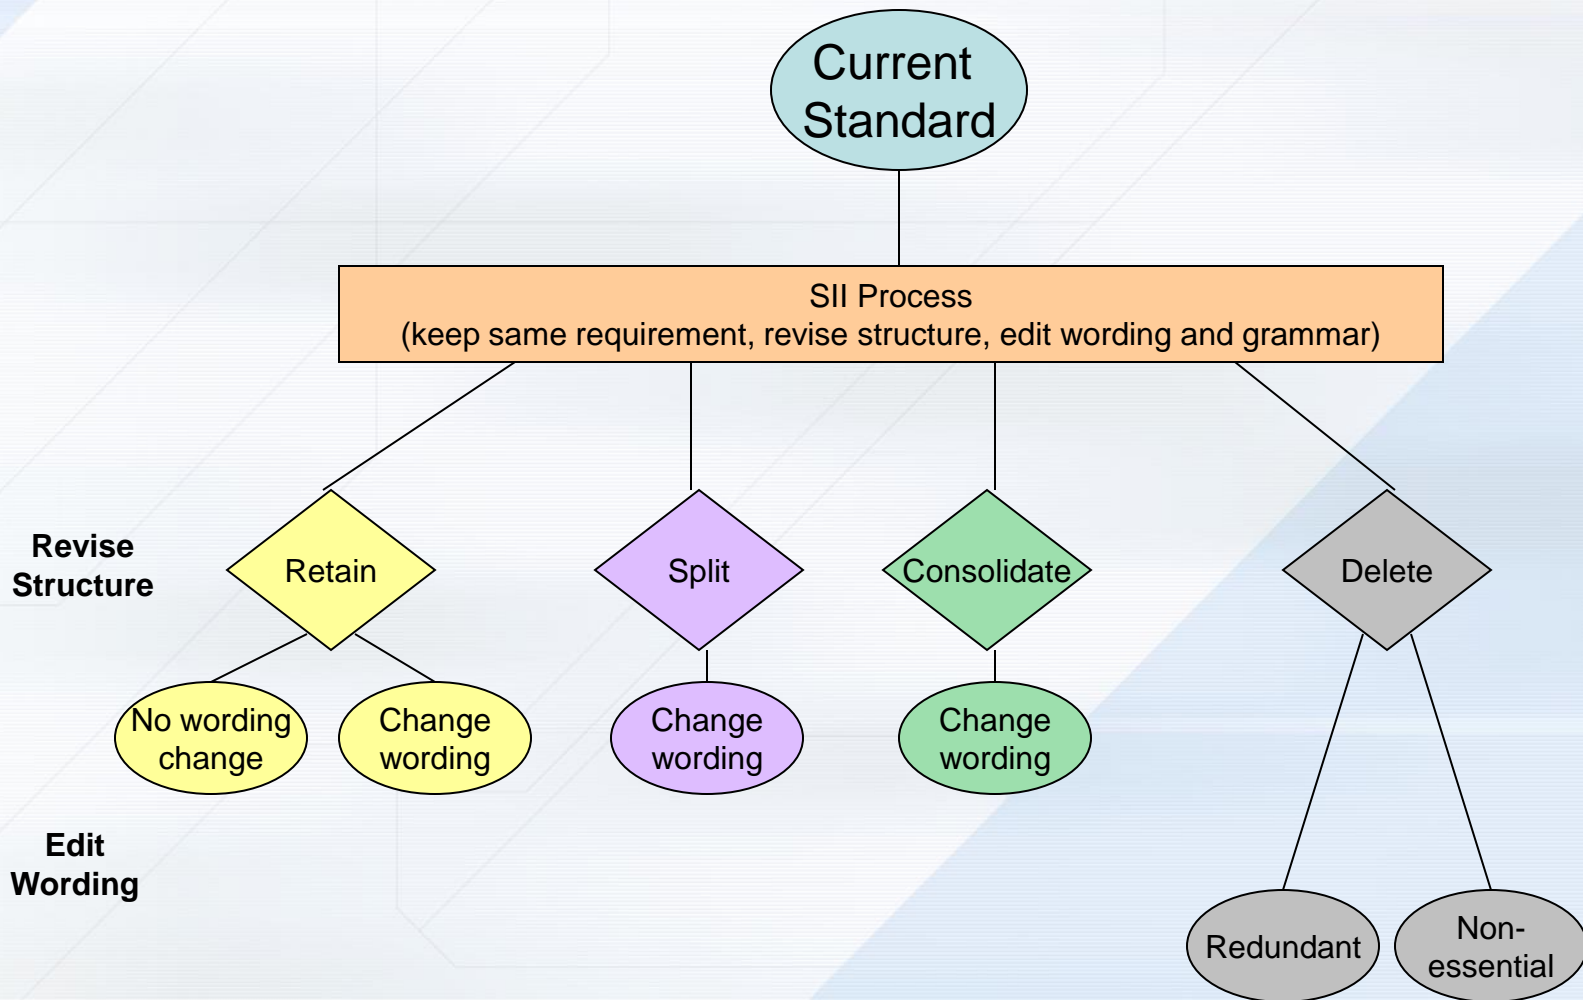 Current
Standard
SII Process
(keep same requirement, revise structure, edit wording and grammar)
Revise
Structure
Retain
Split
Consolidate
Delete
No wording
change
Change
wording
Change
wording
Change
wording
Edit
Wording
Redundant
Non-
essential